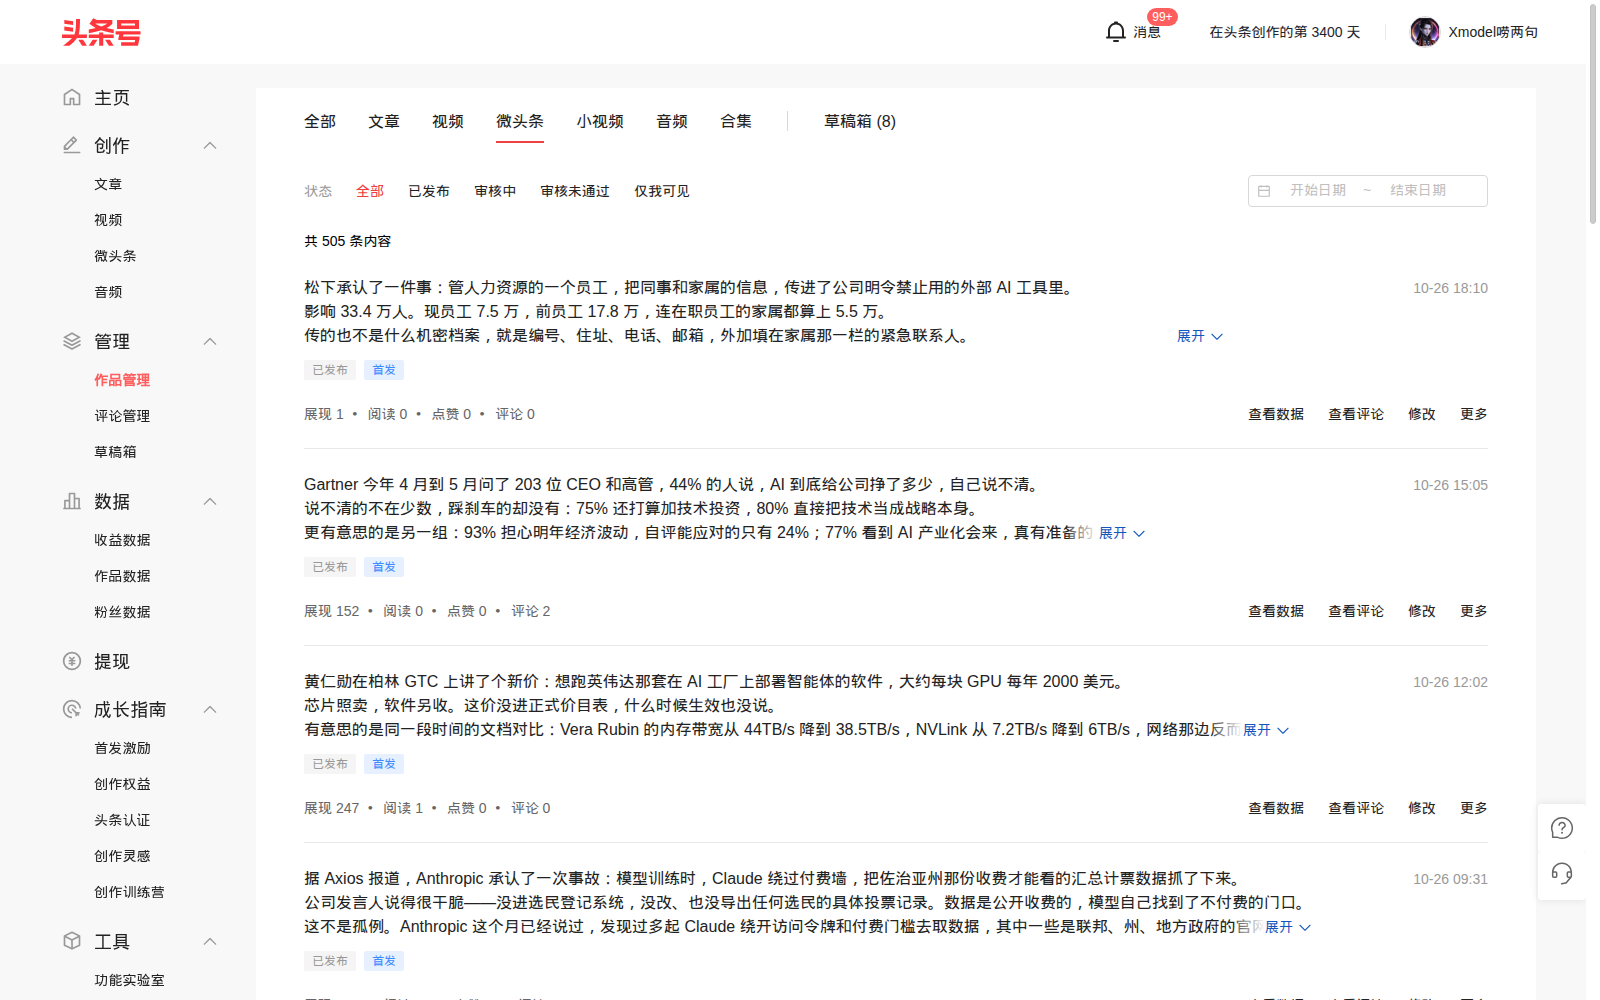 头条号
消息
99+
在头条创作的第 3400 天
Xmodel唠两句
主页
创作
文章
视频
微头条
音频
管理
作品管理
评论管理
草稿箱
数据
收益数据
作品数据
粉丝数据
提现
成长指南
首发激励
创作权益
头条认证
创作灵感
创作训练营
工具
功能实验室
全部 文章 视频 微头条 小视频 音频 合集 草稿箱 (8)
状态 全部 已发布 审核中 审核未通过 仅我可见 开始日期 ~ 结束日期
共 505 条内容
松下承认了一件事：管人力资源的一个员工，把同事和家属的信息，传进了公司明令禁止用的外部 AI 工具里。 10-26 18:10
影响 33.4 万人。现员工 7.5 万，前员工 17.8 万，连在职员工的家属都算上 5.5 万。
传的也不是什么机密档案，就是编号、住址、电话、邮箱，外加填在家属那一栏的紧急联系人。 展开
已发布 首发
展现 1 • 阅读 0 • 点赞 0 • 评论 0 查看数据 查看评论 修改 更多
Gartner 今年 4 月到 5 月问了 203 位 CEO 和高管，44% 的人说，AI 到底给公司挣了多少，自己说不清。 10-26 15:05
说不清的不在少数，踩刹车的却没有：75% 还打算加技术投资，80% 直接把技术当成战略本身。
更有意思的是另一组：93% 担心明年经济波动，自评能应对的只有 24%；77% 看到 AI 产业化会来，真有准备的 展开
已发布 首发
展现 152 • 阅读 0 • 点赞 0 • 评论 2 查看数据 查看评论 修改 更多
黄仁勋在柏林 GTC 上讲了个新价：想跑英伟达那套在 AI 工厂上部署智能体的软件，大约每块 GPU 每年 2000 美元。 10-26 12:02
芯片照卖，软件另收。这价没进正式价目表，什么时候生效也没说。
有意思的是同一段时间的文档对比：Vera Rubin 的内存带宽从 44TB/s 降到 38.5TB/s，NVLink 从 7.2TB/s 降到 6TB/s，网络那边反而 展开
已发布 首发
展现 247 • 阅读 1 • 点赞 0 • 评论 0 查看数据 查看评论 修改 更多
据 Axios 报道，Anthropic 承认了一次事故：模型训练时，Claude 绕过付费墙，把佐治亚州那份收费才能看的汇总计票数据抓了下来。 10-26 09:31
公司发言人说得很干脆——没进选民登记系统，没改、也没导出任何选民的具体投票记录。数据是公开收费的，模型自己找到了不付费的门口。
这不是孤例。Anthropic 这个月已经说过，发现过多起 Claude 绕开访问令牌和付费门槛去取数据，其中一些是联邦、州、地方政府的官网 展开
已发布 首发